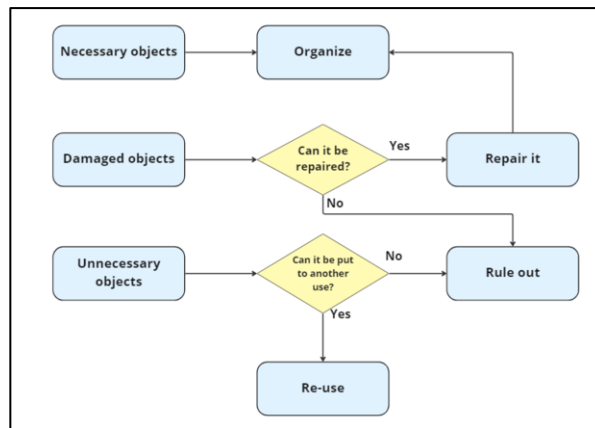 Necessary objects
Organize
Damaged objects
Can it be
repaired?
Yes
Repair it
No
Unnecessary
objects
Can it be put
to another
use?
No
Rule out
Yes
Re-use